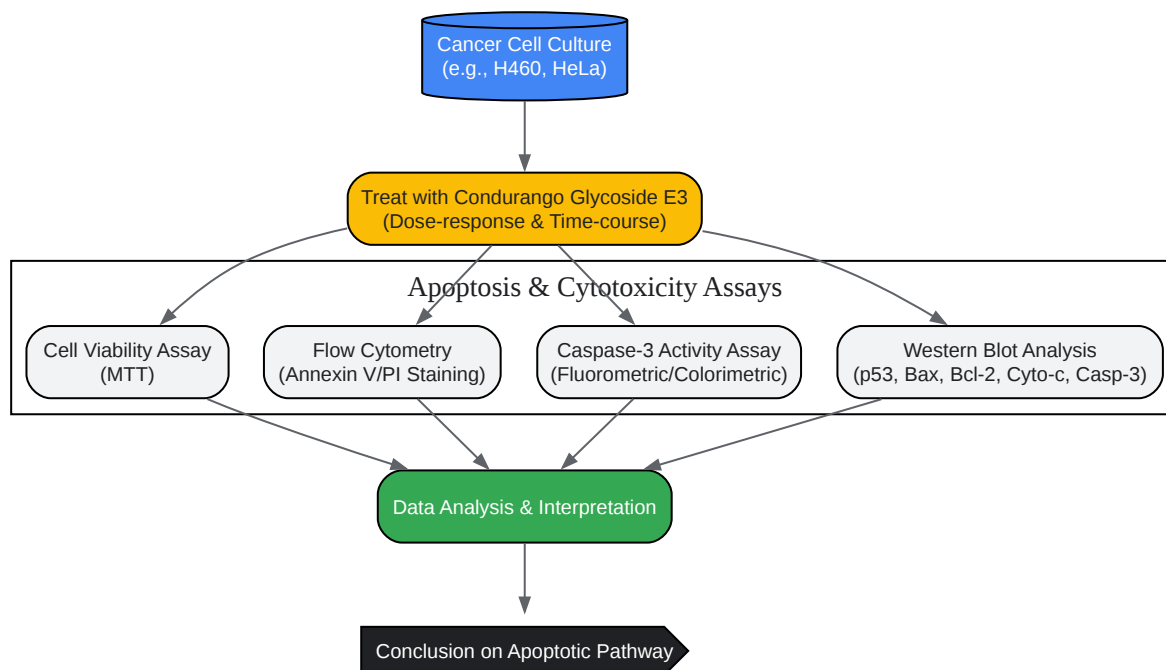 Cancer Cell Culture
(e.g., H460, HeLa)
Treat with Condurango Glycoside E3
(Dose-response & Time-course)
Apoptosis & Cytotoxicity Assays
Cell Viability Assay
(MTT)
Flow Cytometry
(Annexin V/PI Staining)
Caspase-3 Activity Assay
(Fluorometric/Colorimetric)
Western Blot Analysis
(p53, Bax, Bcl-2, Cyto-c, Casp-3)
Data Analysis & Interpretation
Conclusion on Apoptotic Pathway